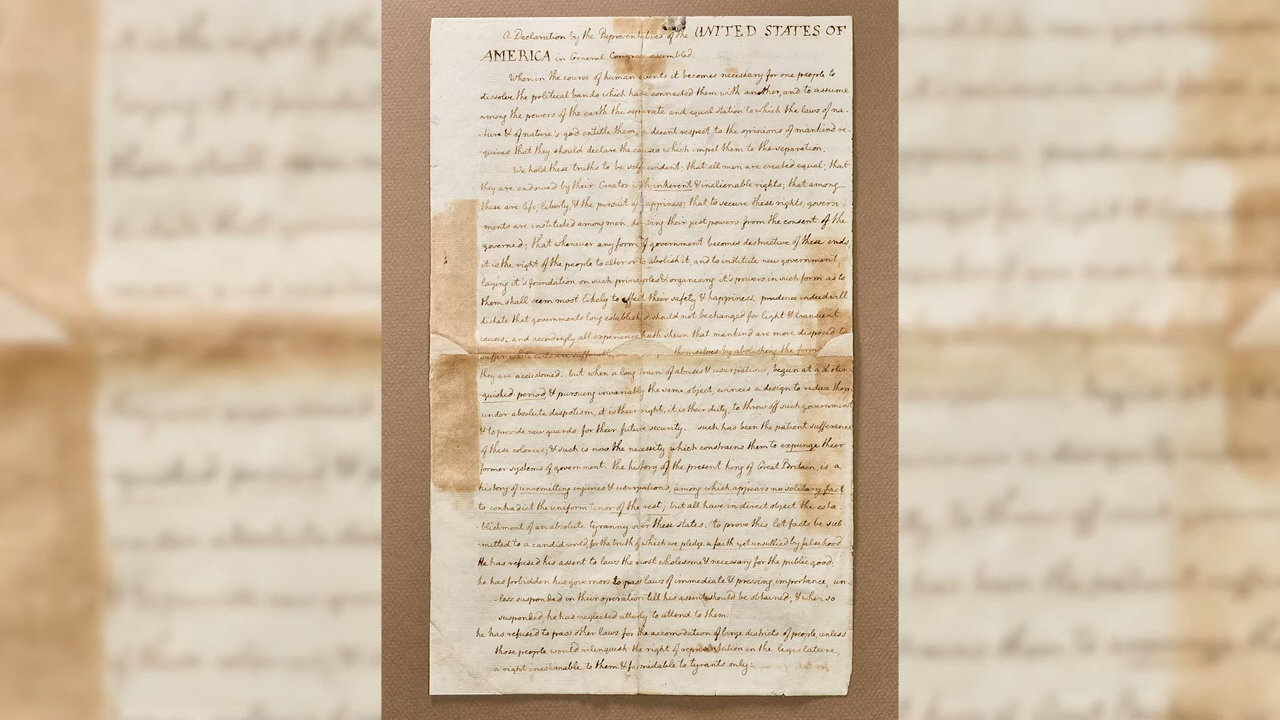 A Declaration by the Representatives of the UNITED STATES OF
AMERICA in General Congress assembled.
When in the course of human events it becomes necessary for one people to
dissolve the political bands which have connected them with another, and to assume
among the powers of the earth the separate and equal station to which the laws of na-
-ture & of nature's god entitle them, a decent respect to the opinions of mankind re-
-quires that they should declare the causes which impel them to the separation.
We hold these truths to be self evident; that all men are created equal; that
they are endowed by their Creator with inherent & inalienable rights; that among
these are life, liberty, & the pursuit of happiness; that to secure these rights, govern-
-ments are instituted among men, deriving their just powers from the consent of the
governed; that whenever any form of government becomes destructive of these ends,
it is the right of the people to alter or to abolish it, and to institute new government,
laying it's foundation on such principles & organising it's powers in such form as to
them shall seem most likely to effect their safety & happiness. prudence indeed will
dictate that governments long established should not be changed for light & transient
causes: and accordingly all experience hath shewn that mankind are more disposed to
suffer while evils are themselves by abolishing the forms
they are accustomed. but when a long train of abuses & usurpations, begun at a distin-
-guished period & pursuing invariably the same object, evinces a design to reduce them
under absolute despotism, it is their right, it is their duty, to throw off such government
& to provide new guards for their future security. such has been the patient sufferance
of these colonies; & such is now the necessity which constrains them to expunge their
former systems of government. the history of the present king of Great Britain, is a
history of unremitting injuries & usurpations, among which appears no solitary fact
to contradict the uniform tenor of the rest; but all have in direct object the esta-
-blishment of an absolute tyranny over these states. to prove this let facts be sub-
-mitted to a candid world for the truth of which we pledge a faith yet unsullied by falsehood.
He has refused his assent to laws the most wholesome & necessary for the public good.
he has forbidden his governors to pass laws of immediate & pressing importance, un-
-less suspended in their operation till his assent should be obtained; & when so
suspended, he has neglected utterly to attend to them.
he has refused to pass other laws for the accomodation of large districts of people, unless
those people would relinquish the right of representation in the legislature,
a right inestimable to them & formidable to tyrants only.